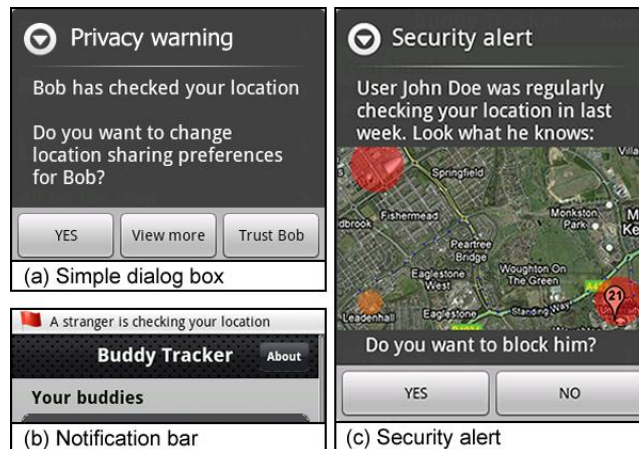 Privacy warning
Bob has checked your location
Do you want to change
location sharing preferences
for Bob?
YES
View more
Trust Bob
(a) Simple dialog box
A stranger is checking your location
Buddy Tracker
About
Your buddies
(b) Notification bar
Security alert
User John Doe was regularly
checking your location in last
week. Look what he knows:
Springfield
Fishermead
Monkston
Park
Peartree
Bridge
Eaglestone
West
Woughton On
The Green
21
Leadenhall
Eaglestone
Standing Way
Do you want to block him?
YES
NO
(c) Security alert